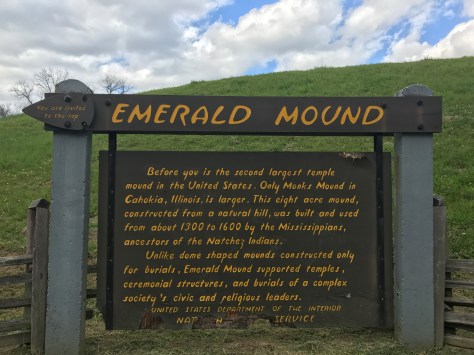 You are invited
to the top
EMERALD MOUND
Before you is the second largest temple
mound in the United States. Only Monks Mound in
Cahokia, Illinois, is larger. This eight acre mound,
constructed from a natural hill, was built and used
from about 1300 to 1600 by the Mississippians,
ancestors of the Natchez Indians.
Unlike dome shaped mounds constructed only
for burials, Emerald Mound supported temples,
ceremonial structures, and burials of a complex
society's civic and religious leaders.
UNITED STATES DEPARTMENT OF THE INTERIOR
SERVICE